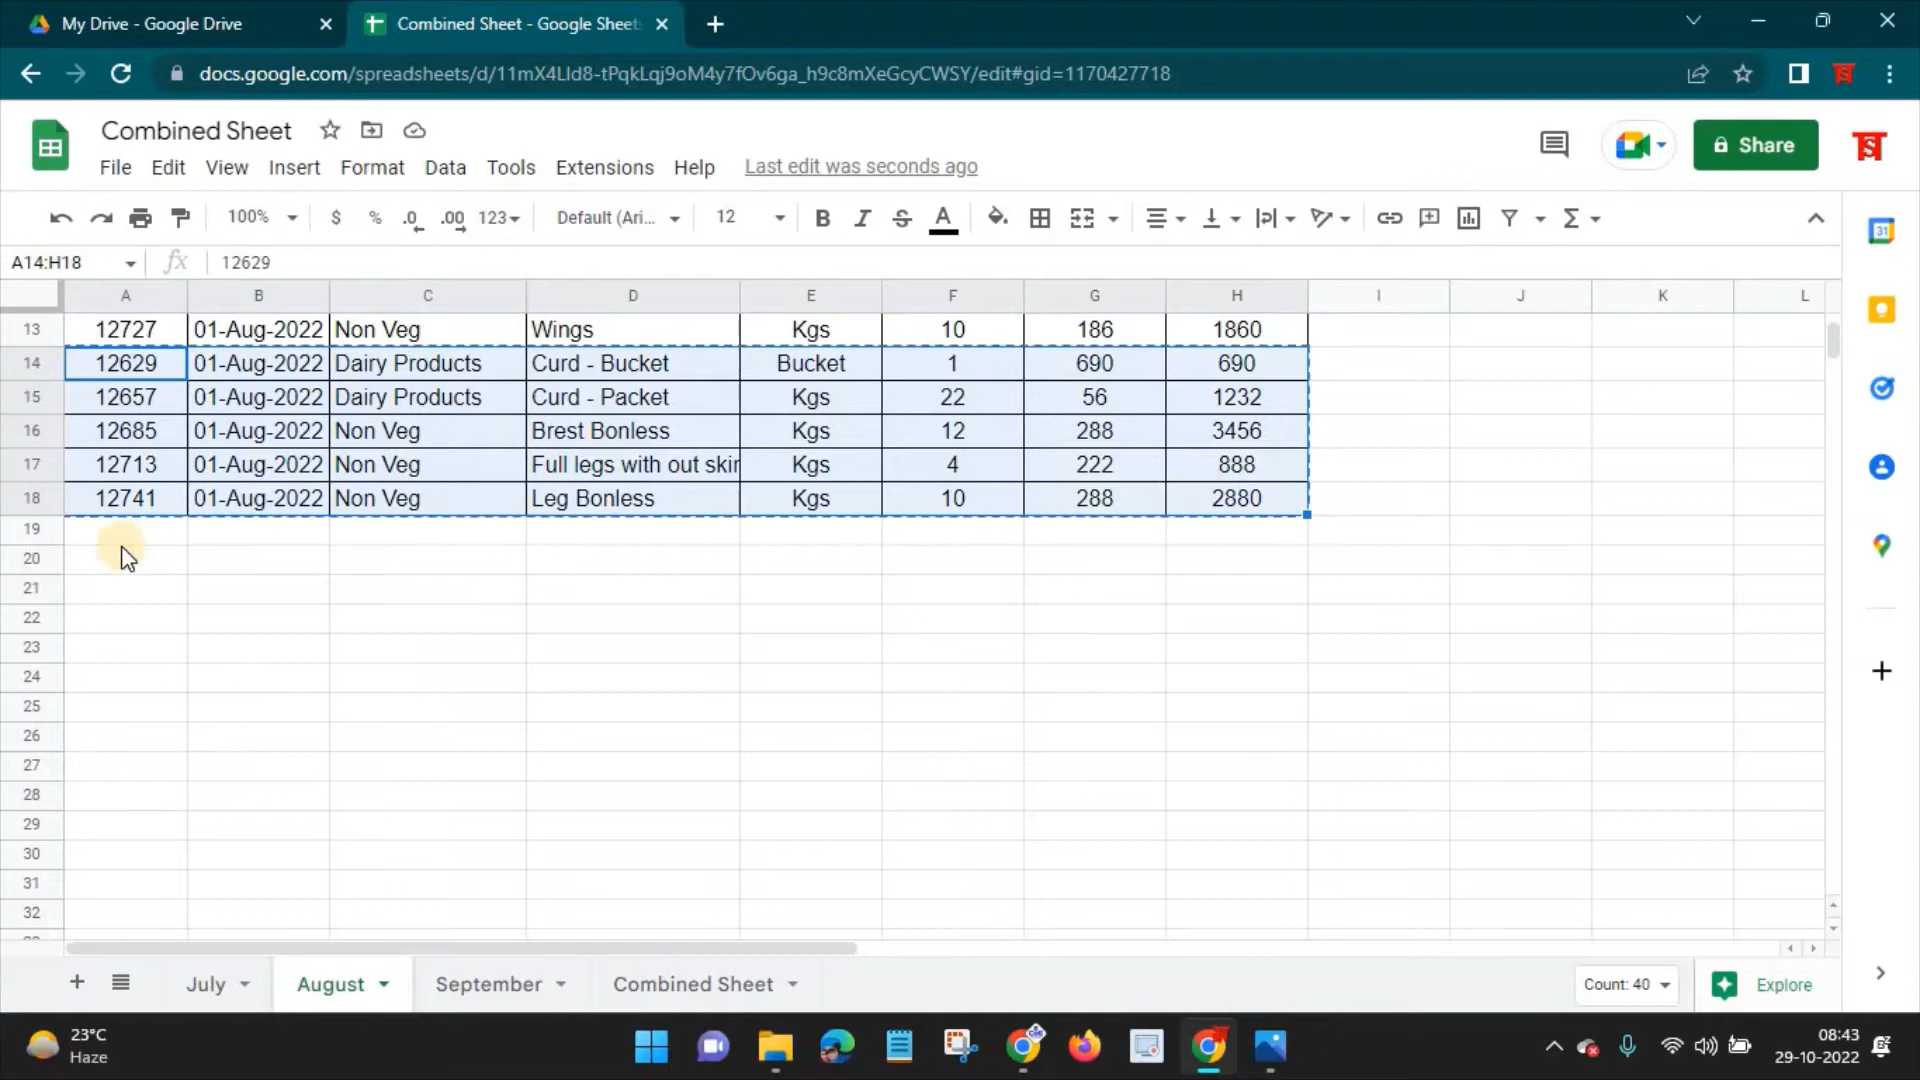 My Drive - Google Drive
Combined Sheet - Google Sheet
docs.google.com/spreadsheets/d/11mX4Lld8-tPqkLqj9oM4y7fOv6ga_h9c8mXeGcyCWSY/edit#gid=1170427718
Combined Sheet
File Edit View Insert Format Data Tools Extensions Help Last edit was seconds ago
Share
100% $ % .0 .00 123 Default (Ari... 12 B I S A
A14:H18 fx 12629
A B C D E F G H I J K L
13 12727 01-Aug-2022 Non Veg Wings Kgs 10 186 1860
14 12629 01-Aug-2022 Dairy Products Curd - Bucket Bucket 1 690 690
15 12657 01-Aug-2022 Dairy Products Curd - Packet Kgs 22 56 1232
16 12685 01-Aug-2022 Non Veg Brest Bonless Kgs 12 288 3456
17 12713 01-Aug-2022 Non Veg Full legs with out skin Kgs 4 222 888
18 12741 01-Aug-2022 Non Veg Leg Bonless Kgs 10 288 2880
19
20
21
22
23
24
25
26
27
28
29
30
31
32
July August September Combined Sheet Count: 40 Explore
23°C
Haze
08:43
29-10-2022